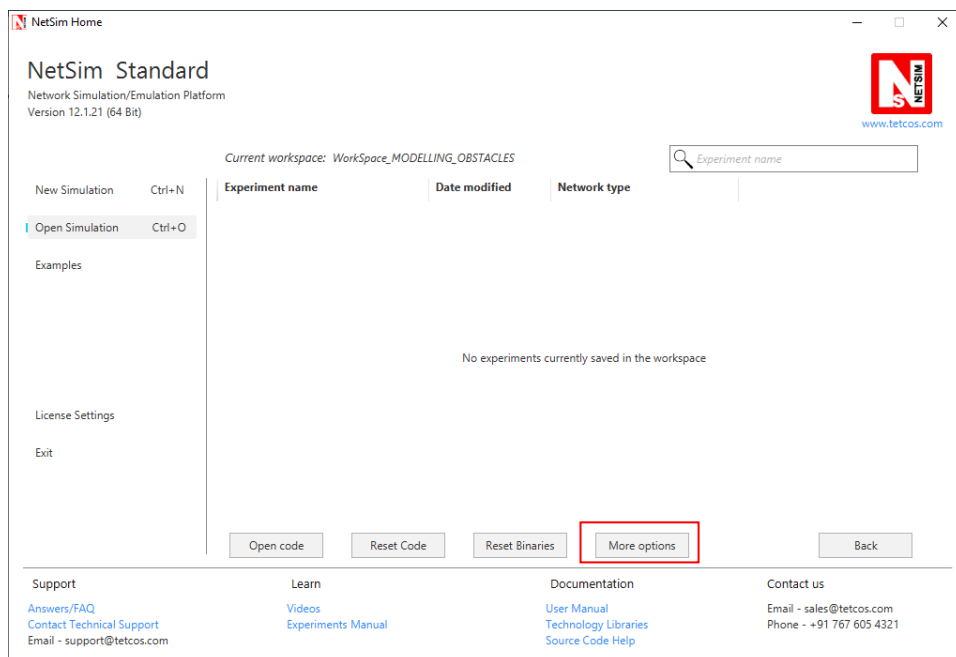 NetSim Home
NetSim Standard
Network Simulation/Emulation Platform
Version 12.1.21 (64 Bit)
N
S NETSIM
www.tetcos.com
Current workspace: WorkSpace_MODELLING_OBSTACLES
Experiment name
New Simulation Ctrl+N
Experiment name Date modified Network type
Open Simulation Ctrl+O
Examples
No experiments currently saved in the workspace
License Settings
Exit
Open code Reset Code Reset Binaries More options Back
Support Learn Documentation Contact us
Answers/FAQ Videos User Manual Email - sales@tetcos.com
Contact Technical Support Experiments Manual Technology Libraries Phone - +91 767 605 4321
Email - support@tetcos.com Source Code Help